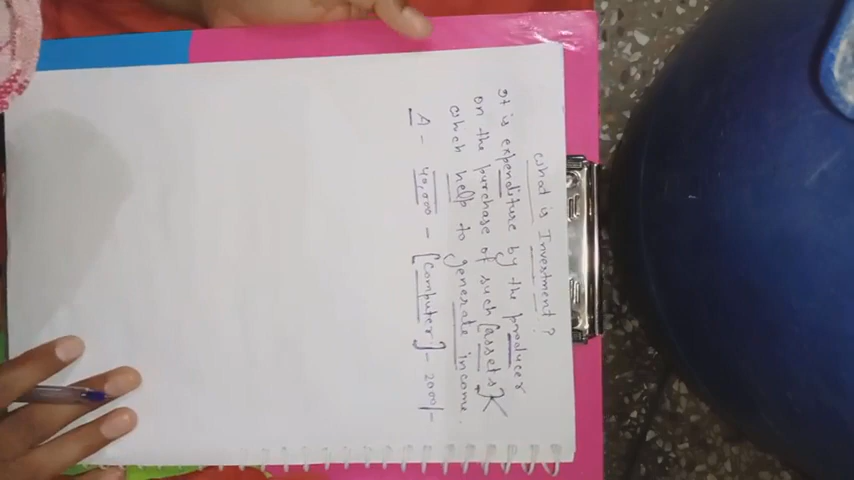 What is Investment?
It is expenditure by the producer
on the purchase of such [assets]
which help to generate income.
A - 40,000 - [computer] - 2000/-